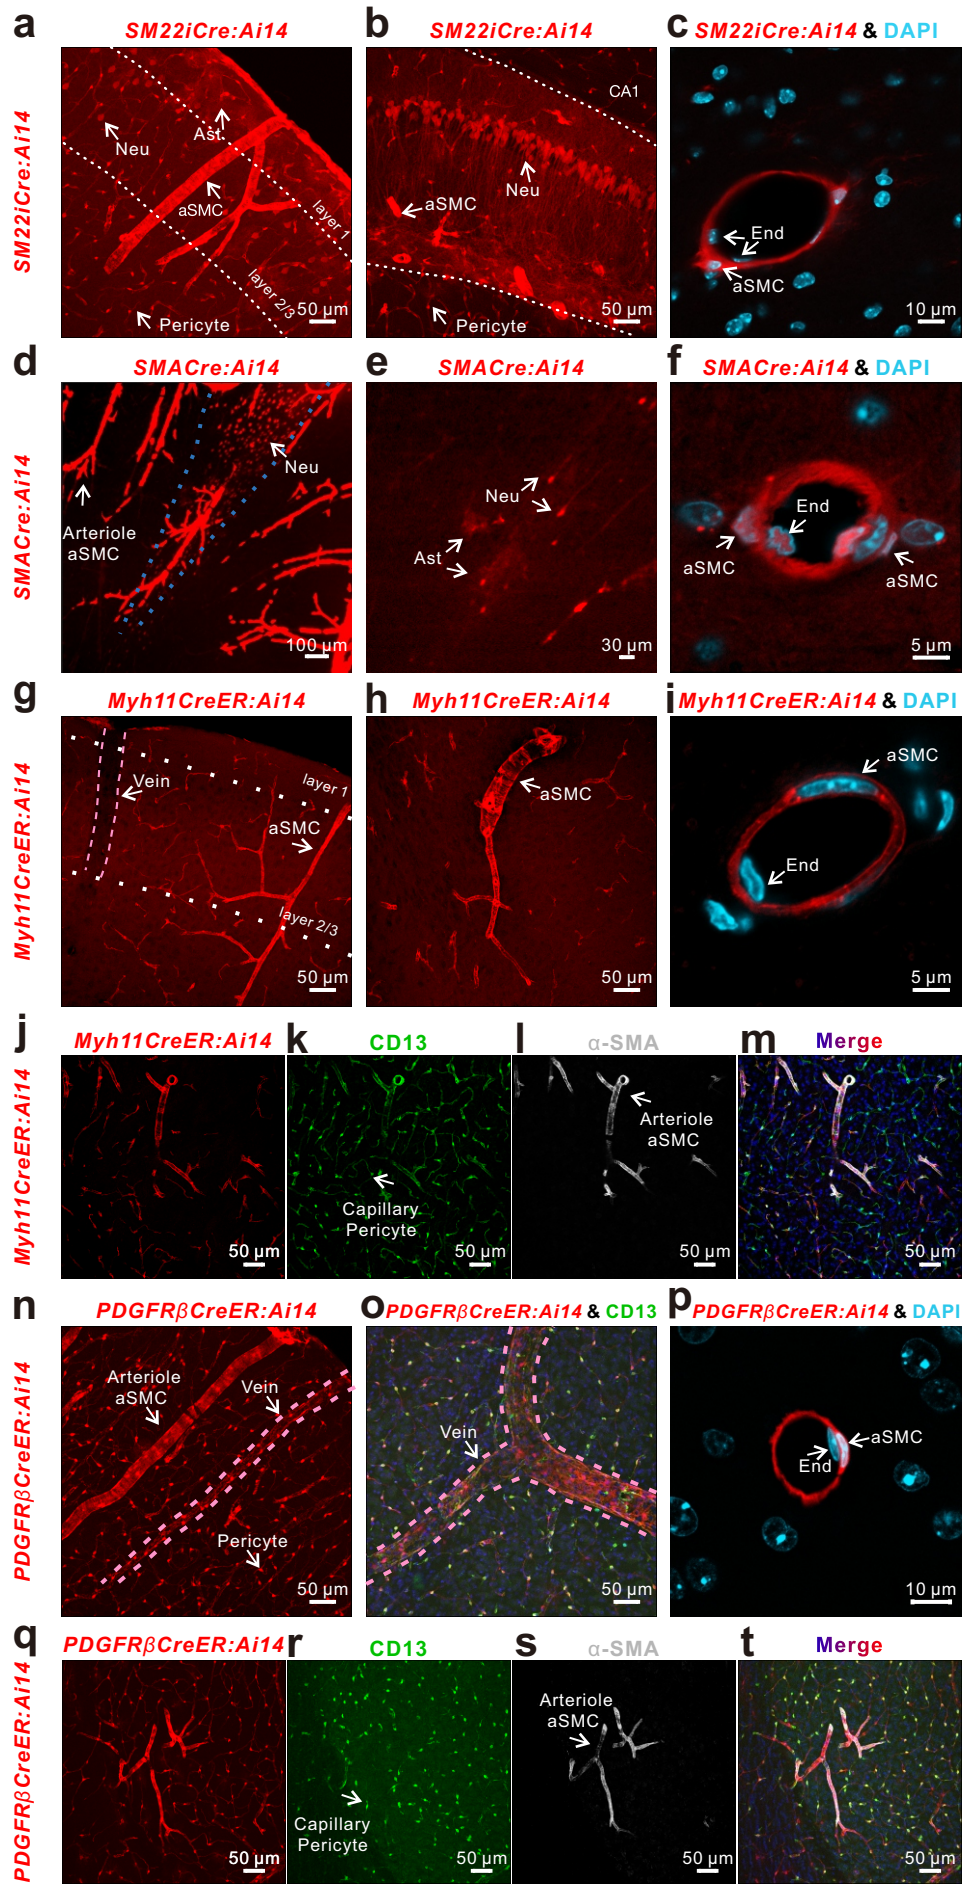 a
SM22iCre:Ai14
b
SM22iCre:Ai14
c
SM22iCre:Ai14 & DAPI
SM22iCre:Ai14
Ast
Neu
aSMC
layer 1
layer 2/3
Pericyte
50 µm
CA1
Neu
aSMC
Pericyte
50 µm
End
aSMC
10 µm
d
SMACre:Ai14
e
SMACre:Ai14
f
SMACre:Ai14 & DAPI
SMACre:Ai14
Neu
Arteriole
aSMC
100 µm
Neu
Ast
30 µm
End
aSMC
aSMC
5 µm
g
Myh11CreER:Ai14
h
Myh11CreER:Ai14
i
Myh11CreER:Ai14 & DAPI
Myh11CreER:Ai14
Vein
layer 1
aSMC
layer 2/3
50 µm
aSMC
50 µm
aSMC
End
5 µm
j
Myh11CreER:Ai14
k
CD13
l
α-SMA
m
Merge
Myh11CreER:Ai14
50 µm
Capillary
Pericyte
50 µm
Arteriole
aSMC
50 µm
50 µm
n
PDGFRβCreER:Ai14
o
PDGFRβCreER:Ai14 & CD13
p
PDGFRβCreER:Ai14 & DAPI
PDGFRβCreER:Ai14
Arteriole
aSMC
Vein
Pericyte
50 µm
Vein
50 µm
aSMC
End
10 µm
q
PDGFRβCreER:Ai14
r
CD13
s
α-SMA
t
Merge
PDGFRβCreER:Ai14
50 µm
Capillary
Pericyte
50 µm
Arteriole
aSMC
50 µm
50 µm